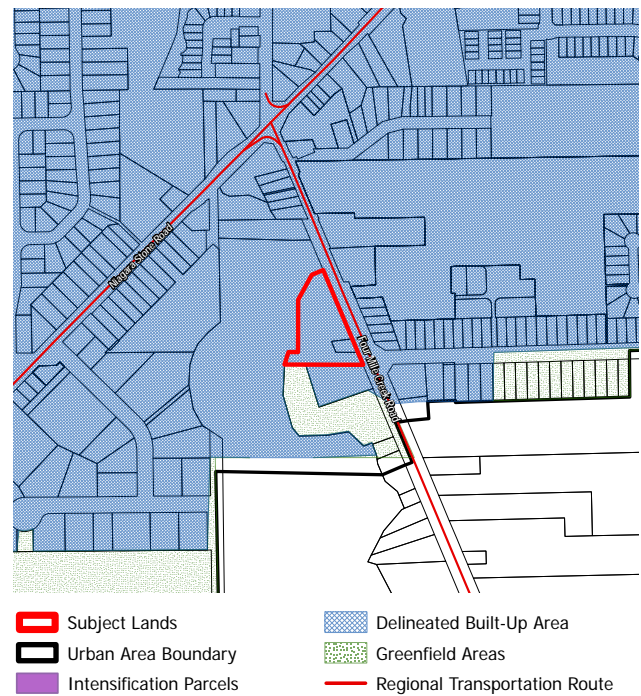 Niagara Stone Road
Four Mile Creek Road
Subject Lands
Urban Area Boundary
Intensification Parcels
Delineated Built-Up Area
Greenfield Areas
Regional Transportation Route